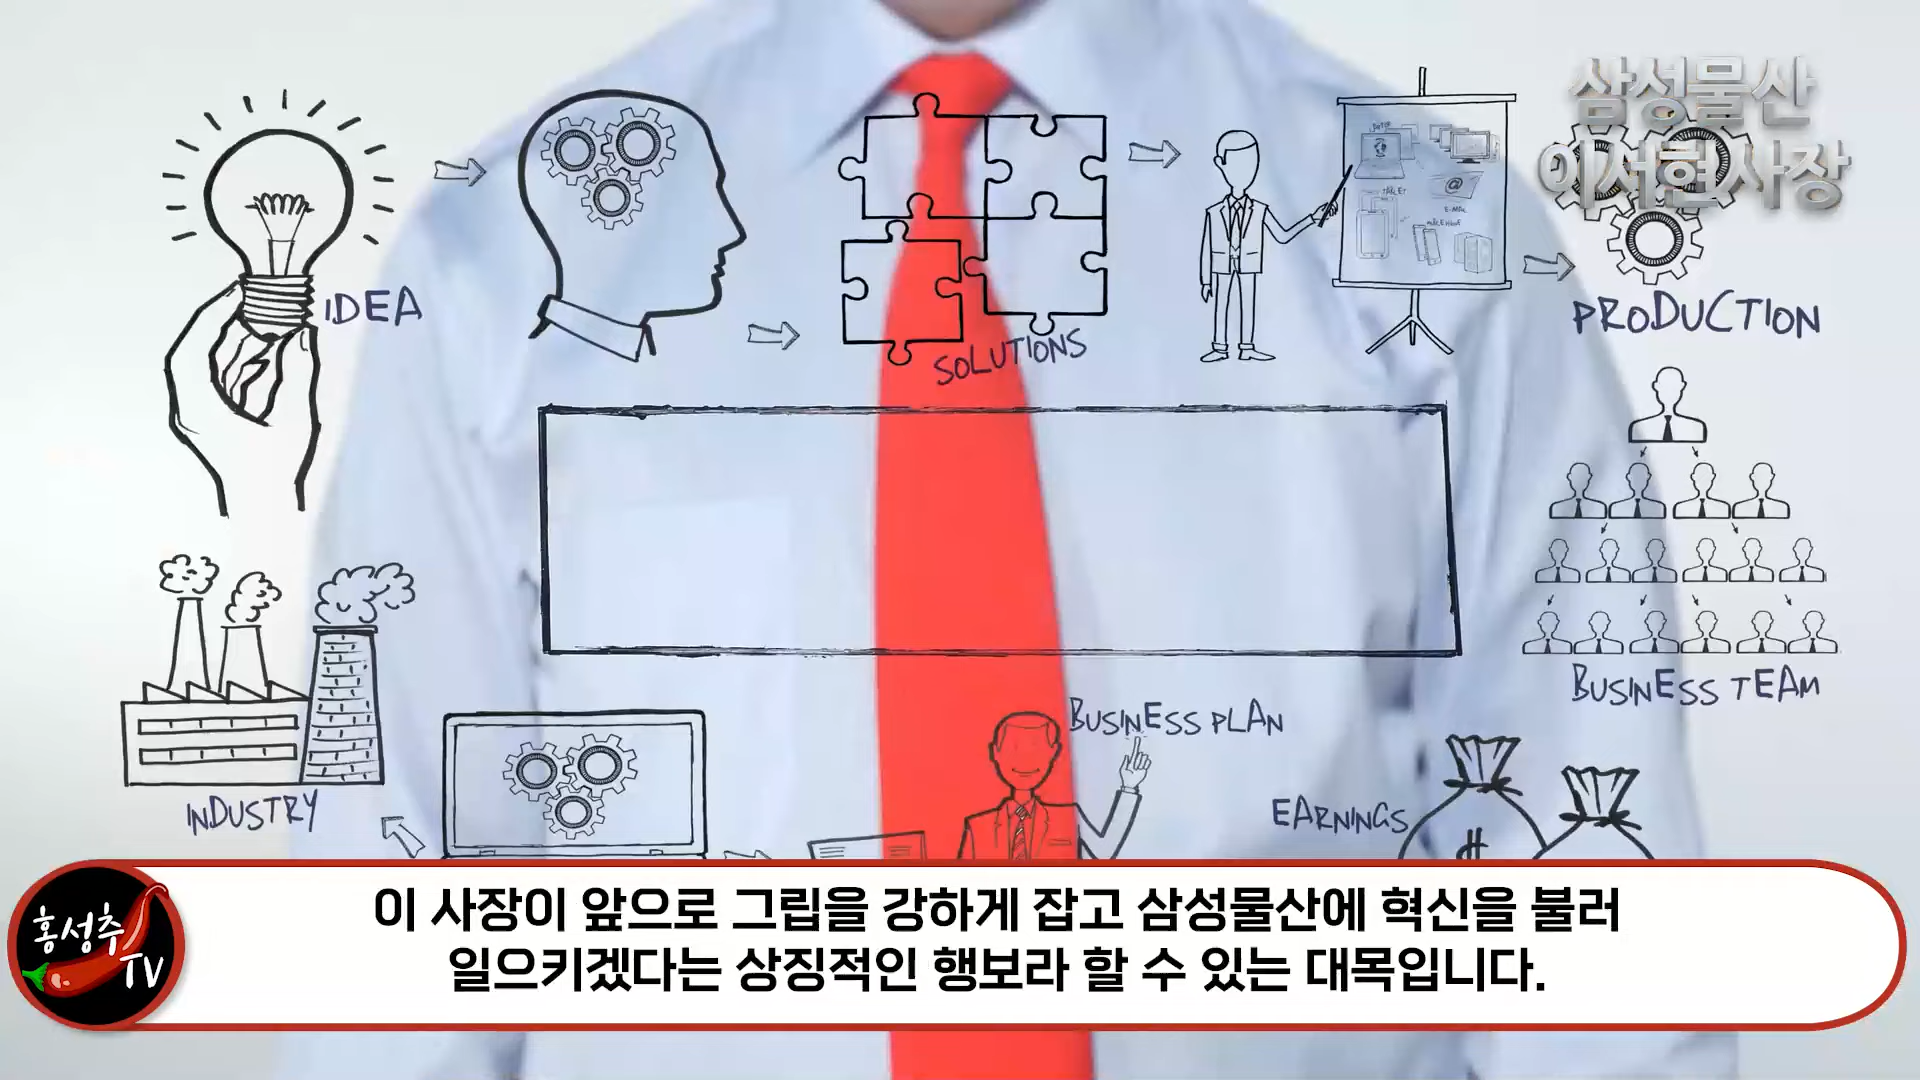 삼성물산
이서현 사장
IDEA
SOLUTIONS
TABLET
E-MAIL
@
PRODUCTION
BUSINESS TEAM
BUSINESS PLAN
EARNINGS
INDUSTRY
이 사장이 앞으로 그립을 강하게 잡고 삼성물산에 혁신을 불러
일으키겠다는 상징적인 행보라 할 수 있는 대목입니다.
홍성추
TV